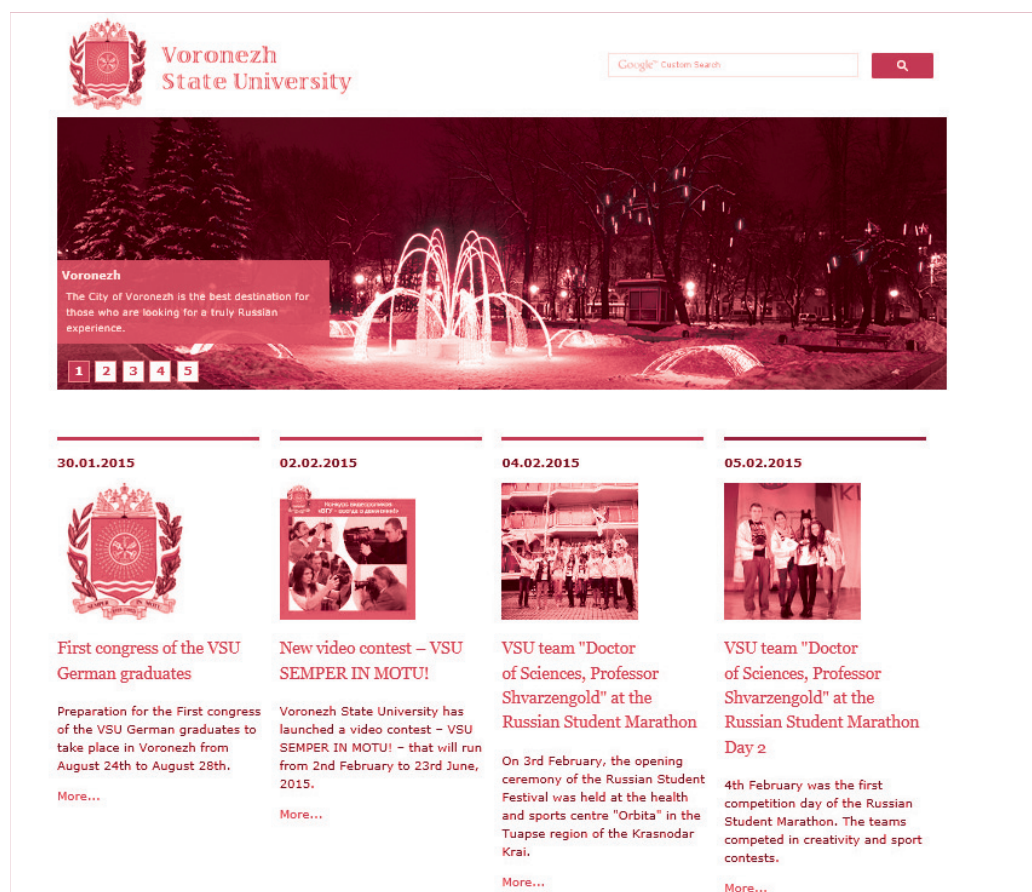 Voronezh
State University
Google™ Custom Search
Voronezh
The City of Voronezh is the best destination for
those who are looking for a truly Russian
experience.
1 2 3 4 5
30.01.2015
SEMPER IN MOTU
First congress of the VSU
German graduates
Preparation for the First congress
of the VSU German graduates to
take place in Voronezh from
August 24th to August 28th.
More...
02.02.2015
Конкурс видеороликов
«ВГУ – всегда в движении!»
New video contest – VSU
SEMPER IN MOTU!
Voronezh State University has
launched a video contest – VSU
SEMPER IN MOTU! – that will run
from 2nd February to 23rd June,
2015.
More...
04.02.2015
VSU team "Doctor
of Sciences, Professor
Shvarzengold" at the
Russian Student Marathon
On 3rd February, the opening
ceremony of the Russian Student
Festival was held at the health
and sports centre "Orbita" in the
Tuapse region of the Krasnodar
Krai.
More...
05.02.2015
VSU team "Doctor
of Sciences, Professor
Shvarzengold" at the
Russian Student Marathon
Day 2
4th February was the first
competition day of the Russian
Student Marathon. The teams
competed in creativity and sport
contests.
More...